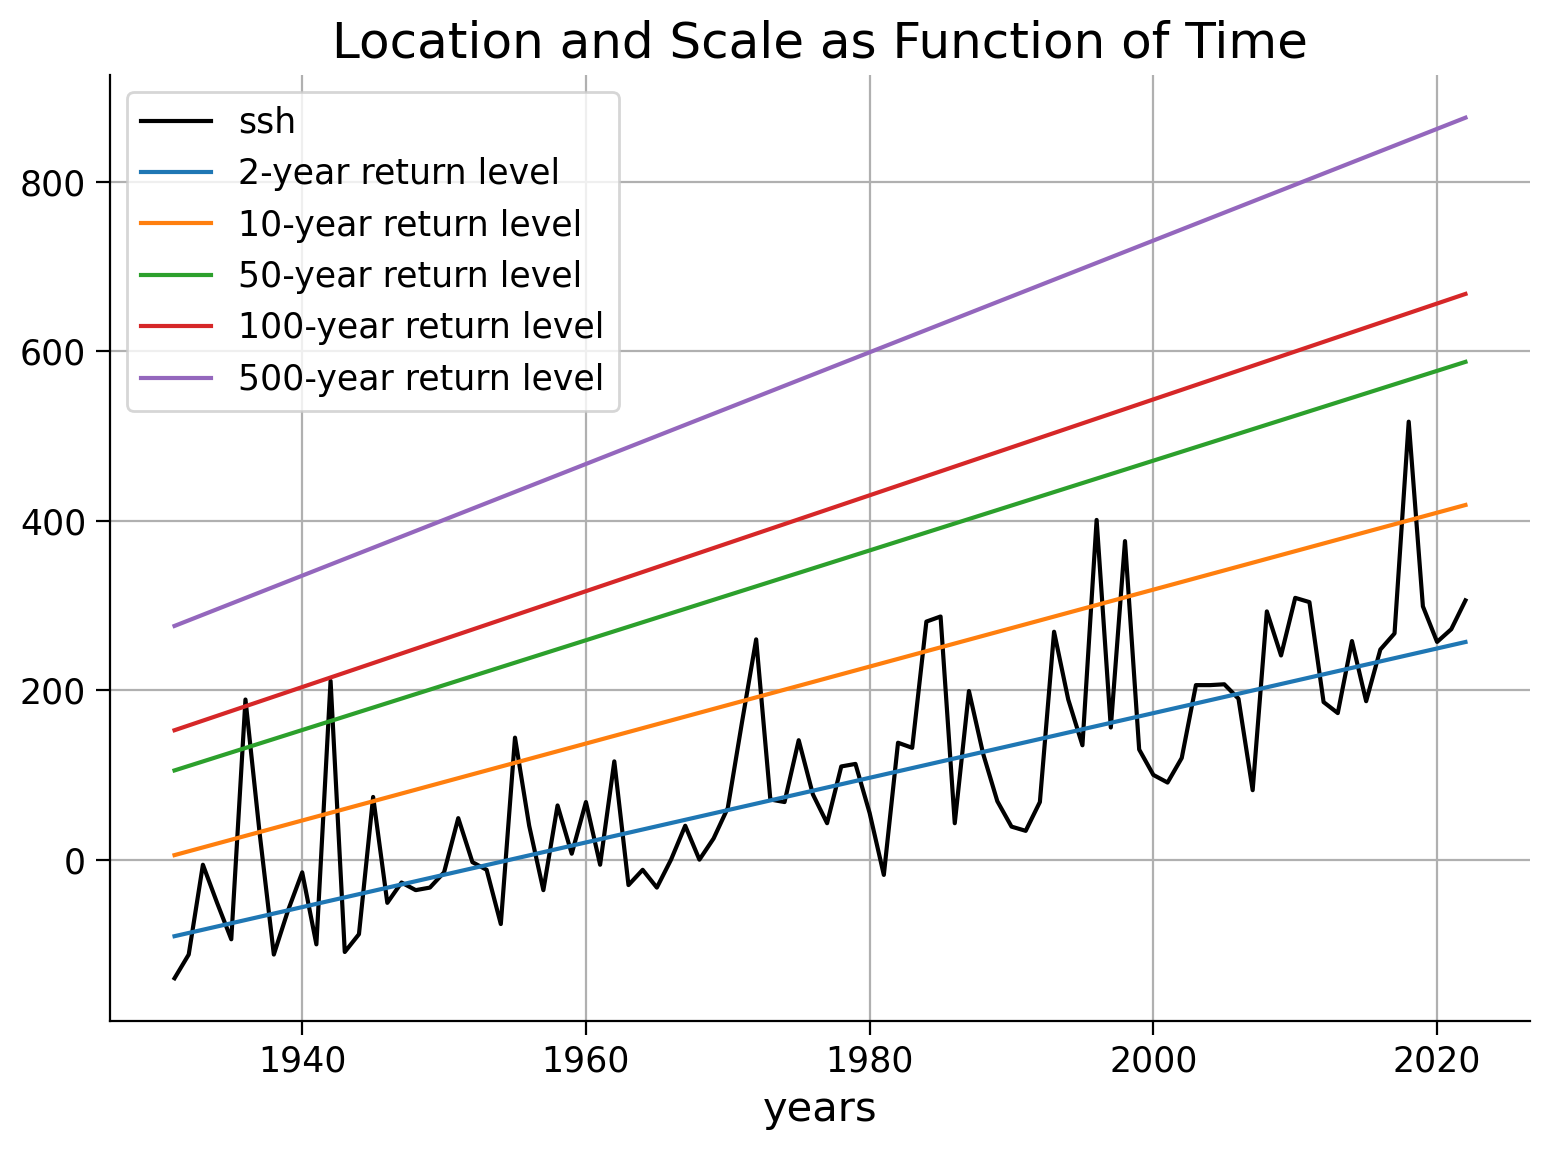 Location and Scale as Function of Time
ssh
2-year return level
10-year return level
50-year return level
100-year return level
500-year return level
800
600
400
200
0
1940 1960 1980 2000 2020
years